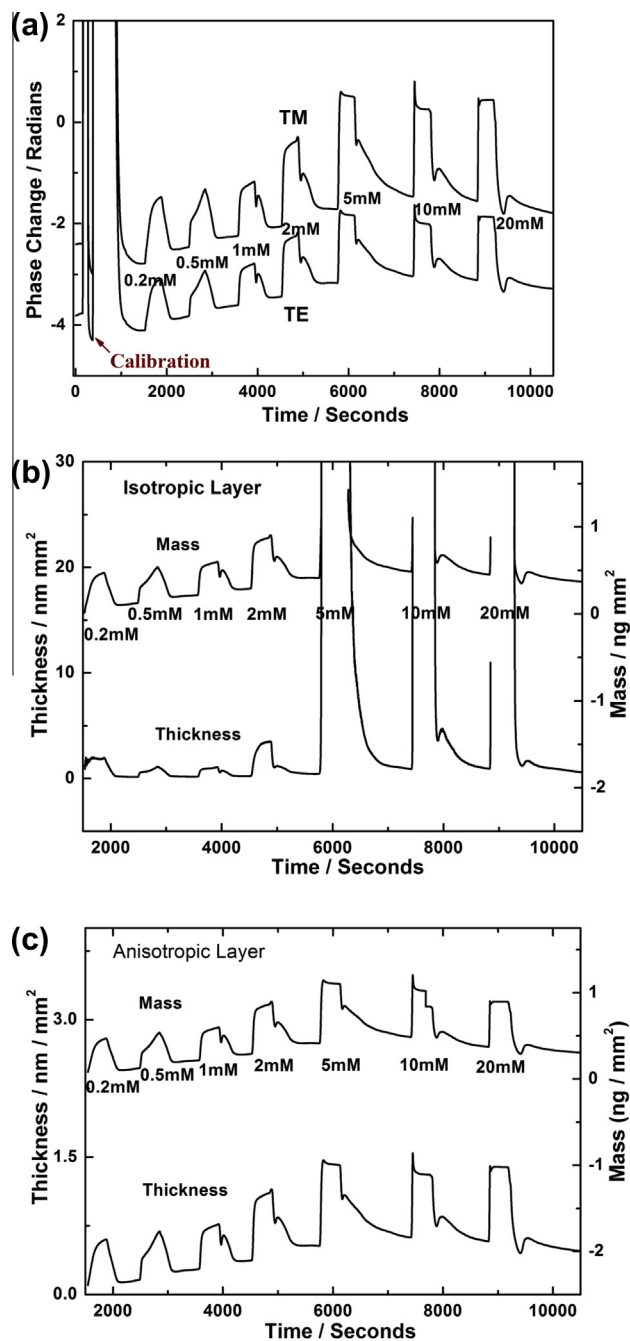 (a)
2
0
-2
-4
Phase Change / Radians
TM
TE
0.2mM
0.5mM
1mM
2mM
5mM
10mM
20mM
Calibration
0 2000 4000 6000 8000 10000
Time / Seconds
(b)
30
20
10
0
Thickness / nm mm²
Isotropic Layer
Mass
0.2mM
0.5mM
1mM
2mM
5mM
10mM
20mM
Thickness
1
0
-1
-2
Mass / ng mm²
2000 4000 6000 8000 10000
Time / Seconds
(c)
3.0
1.5
0.0
Thickness / nm / mm²
Anisotropic Layer
Mass
0.2mM
0.5mM
1mM
2mM
5mM
10mM
20mM
Thickness
1
0
-1
-2
Mass (ng / mm²)
2000 4000 6000 8000 10000
Time / Seconds